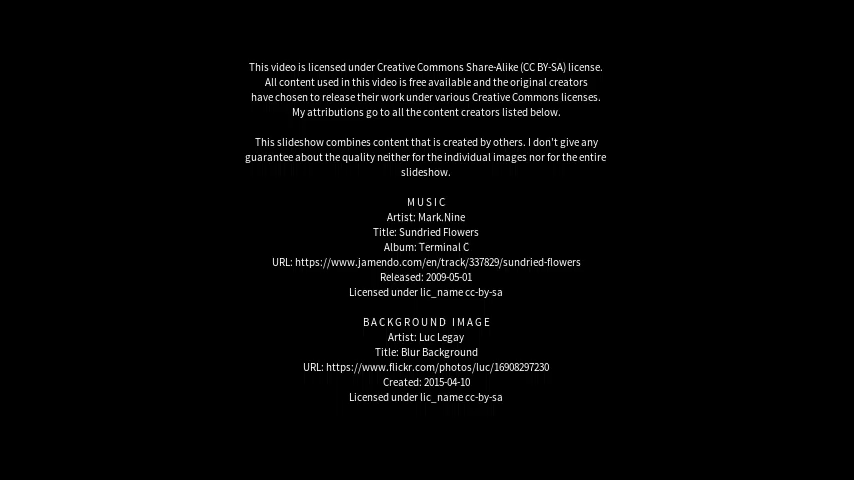 This video is licensed under Creative Commons Share-Alike (CC BY-SA) license.
All content used in this video is free available and the original creators
have chosen to release their work under various Creative Commons licenses.
My attributions go to all the content creators listed below.
This slideshow combines content that is created by others. I don't give any
guarantee about the quality neither for the individual images nor for the entire
slideshow.
MUSIC
Artist: Mark.Nine
Title: Sundried Flowers
Album: Terminal C
URL: https://www.jamendo.com/en/track/337829/sundried-flowers
Released: 2009-05-01
Licensed under lic_name cc-by-sa
BACKGROUND IMAGE
Artist: Luc Legay
Title: Blur Background
URL: https://www.flickr.com/photos/luc/16908297230
Created: 2015-04-10
Licensed under lic_name cc-by-sa